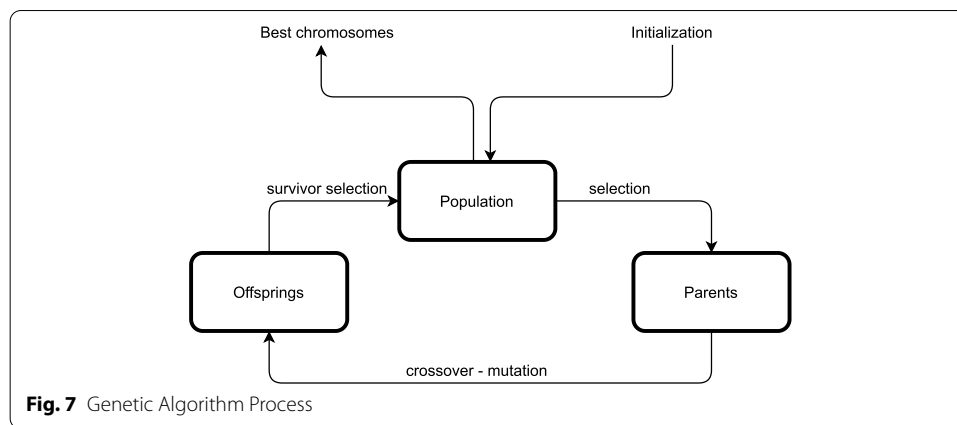 Best chromosomes
Initialization
survivor selection
Population
selection
Offsprings
Parents
crossover - mutation
Fig. 7 Genetic Algorithm Process